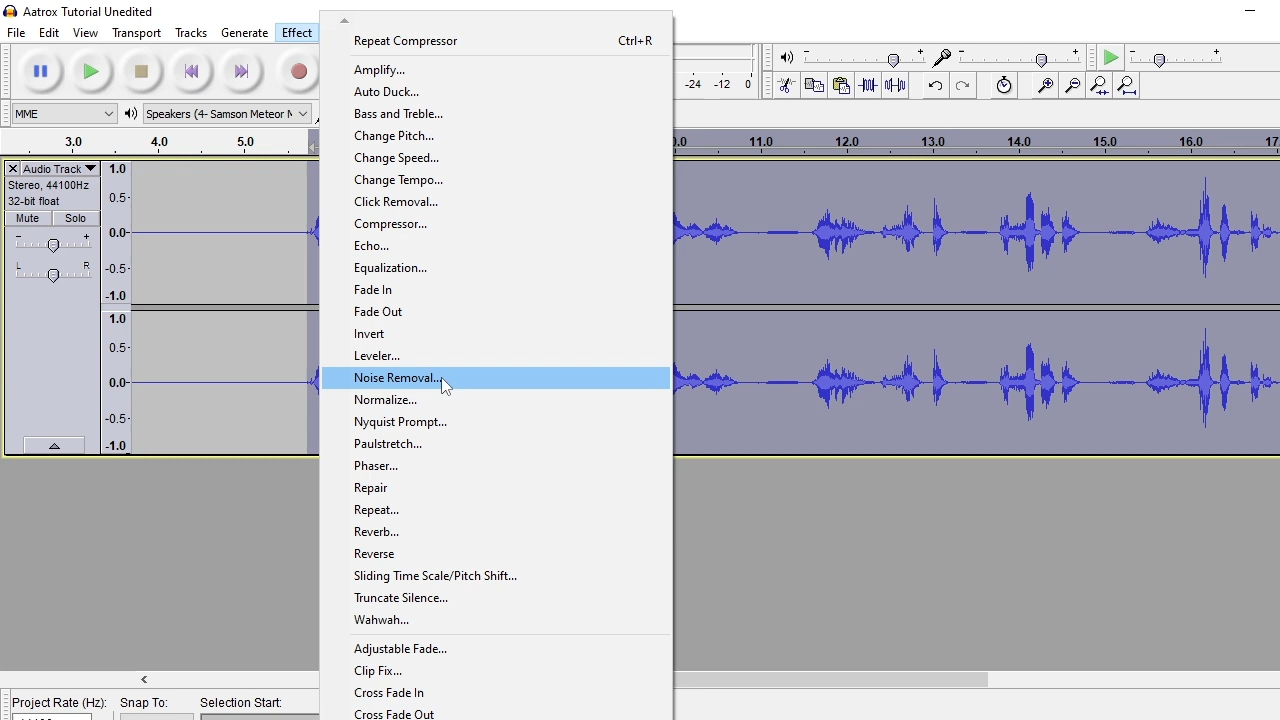 Aatrox Tutorial Unedited
File Edit View Transport Tracks Generate Effect
Repeat Compressor Ctrl+R
Amplify...
Auto Duck...
Bass and Treble...
Change Pitch...
Change Speed...
Change Tempo...
Click Removal...
Compressor...
Echo...
Equalization...
Fade In
Fade Out
Invert
Leveler...
Noise Removal...
Normalize...
Nyquist Prompt...
Paulstretch...
Phaser...
Repair
Repeat...
Reverb...
Reverse
Sliding Time Scale/Pitch Shift...
Truncate Silence...
Wahwah...
Adjustable Fade...
Clip Fix...
Cross Fade In
Cross Fade Out
-24 -12 0
MME Speakers (4- Samson Meteor
3.0 4.0 5.0
11.0 12.0 13.0 14.0 15.0 16.0
Audio Track
Stereo, 44100Hz
32-bit float
Mute Solo
- +
L R
1.0
0.5-
0.0-
-0.5-
-1.0
1.0
0.5-
0.0-
-0.5-
-1.0
Project Rate (Hz): Snap To: Selection Start: